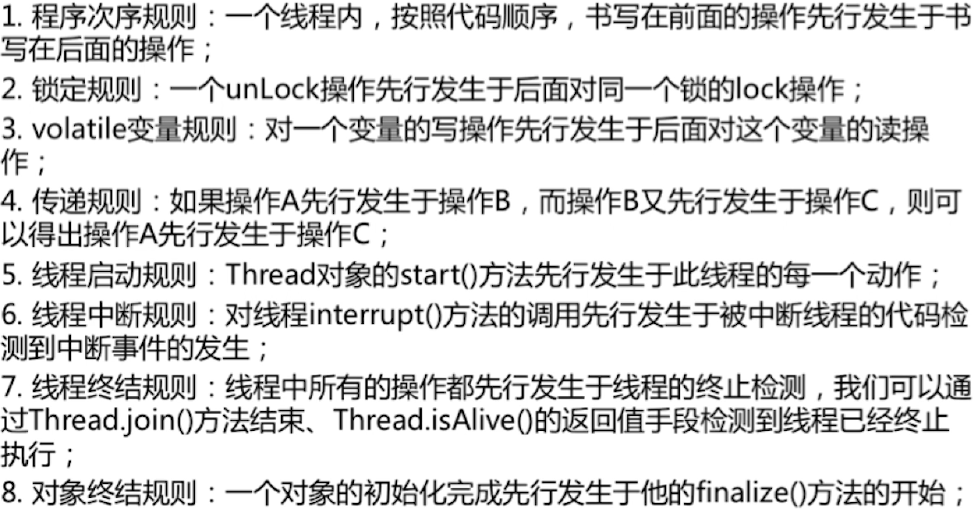 1. 程序次序规则：一个线程内，按照代码顺序，书写在前面的操作先行发生于书
写在后面的操作；
2. 锁定规则：一个unLock操作先行发生于后面对同一个锁的lock操作；
3. volatile变量规则：对一个变量的写操作先行发生于后面对这个变量的读操
作；
4. 传递规则：如果操作A先行发生于操作B，而操作B又先行发生于操作C，则可
以得出操作A先行发生于操作C；
5. 线程启动规则：Thread对象的start()方法先行发生于此线程的每一个动作；
6. 线程中断规则：对线程interrupt()方法的调用先行发生于被中断线程的代码检
测到中断事件的发生；
7. 线程终结规则：线程中所有的操作都先行发生于线程的终止检测，我们可以通
过Thread.join()方法结束、Thread.isAlive()的返回值手段检测到线程已经终止
执行；
8. 对象终结规则：一个对象的初始化完成先行发生于他的finalize()方法的开始；